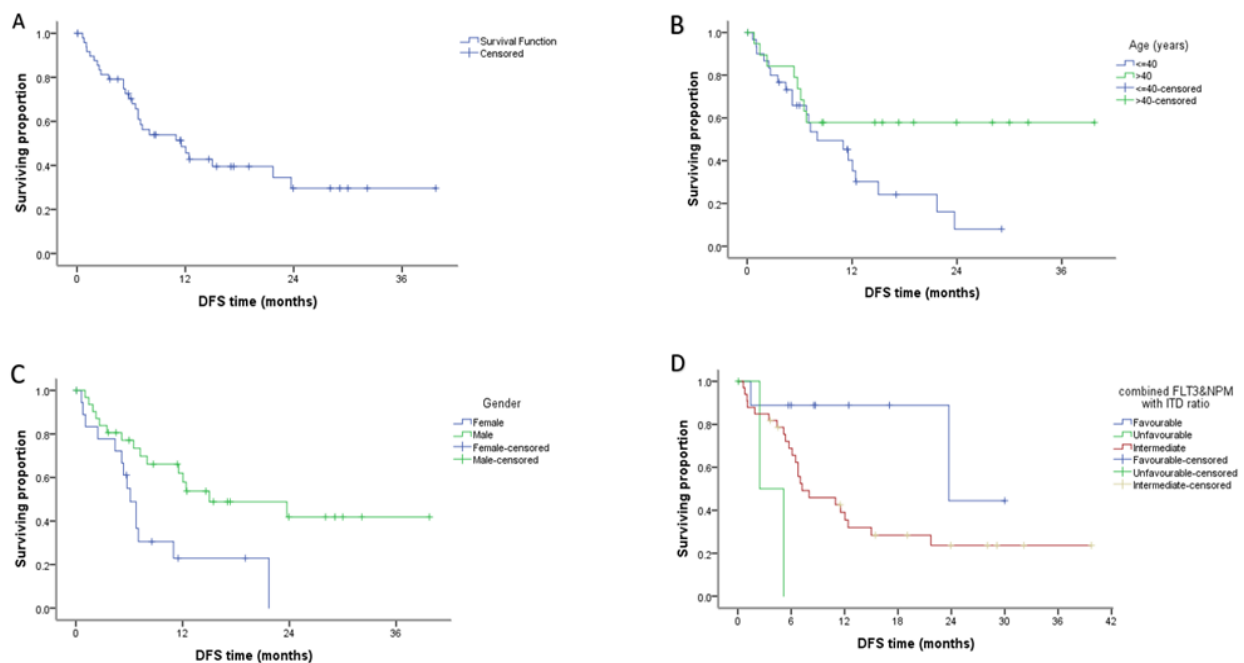 A
Surviving proportion
1.0
0.8
0.6
0.4
0.2
0.0
0 12 24 36
DFS time (months)
Survival Function
Censored
B
Surviving proportion
1.0
0.8
0.6
0.4
0.2
0.0
0 12 24 36
DFS time (months)
Age (years)
<=40
>40
<=40-censored
>40-censored
C
Surviving proportion
1.0
0.8
0.6
0.4
0.2
0.0
0 12 24 36
DFS time (months)
Gender
Female
Male
Female-censored
Male-censored
D
Surviving proportion
1.0
0.8
0.6
0.4
0.2
0.0
0 6 12 18 24 30 36 42
DFS time (months)
combined FLT3&NPM
with ITD ratio
Favourable
Unfavourable
Intermediate
Favourable-censored
Unfavourable-censored
Intermediate-censored